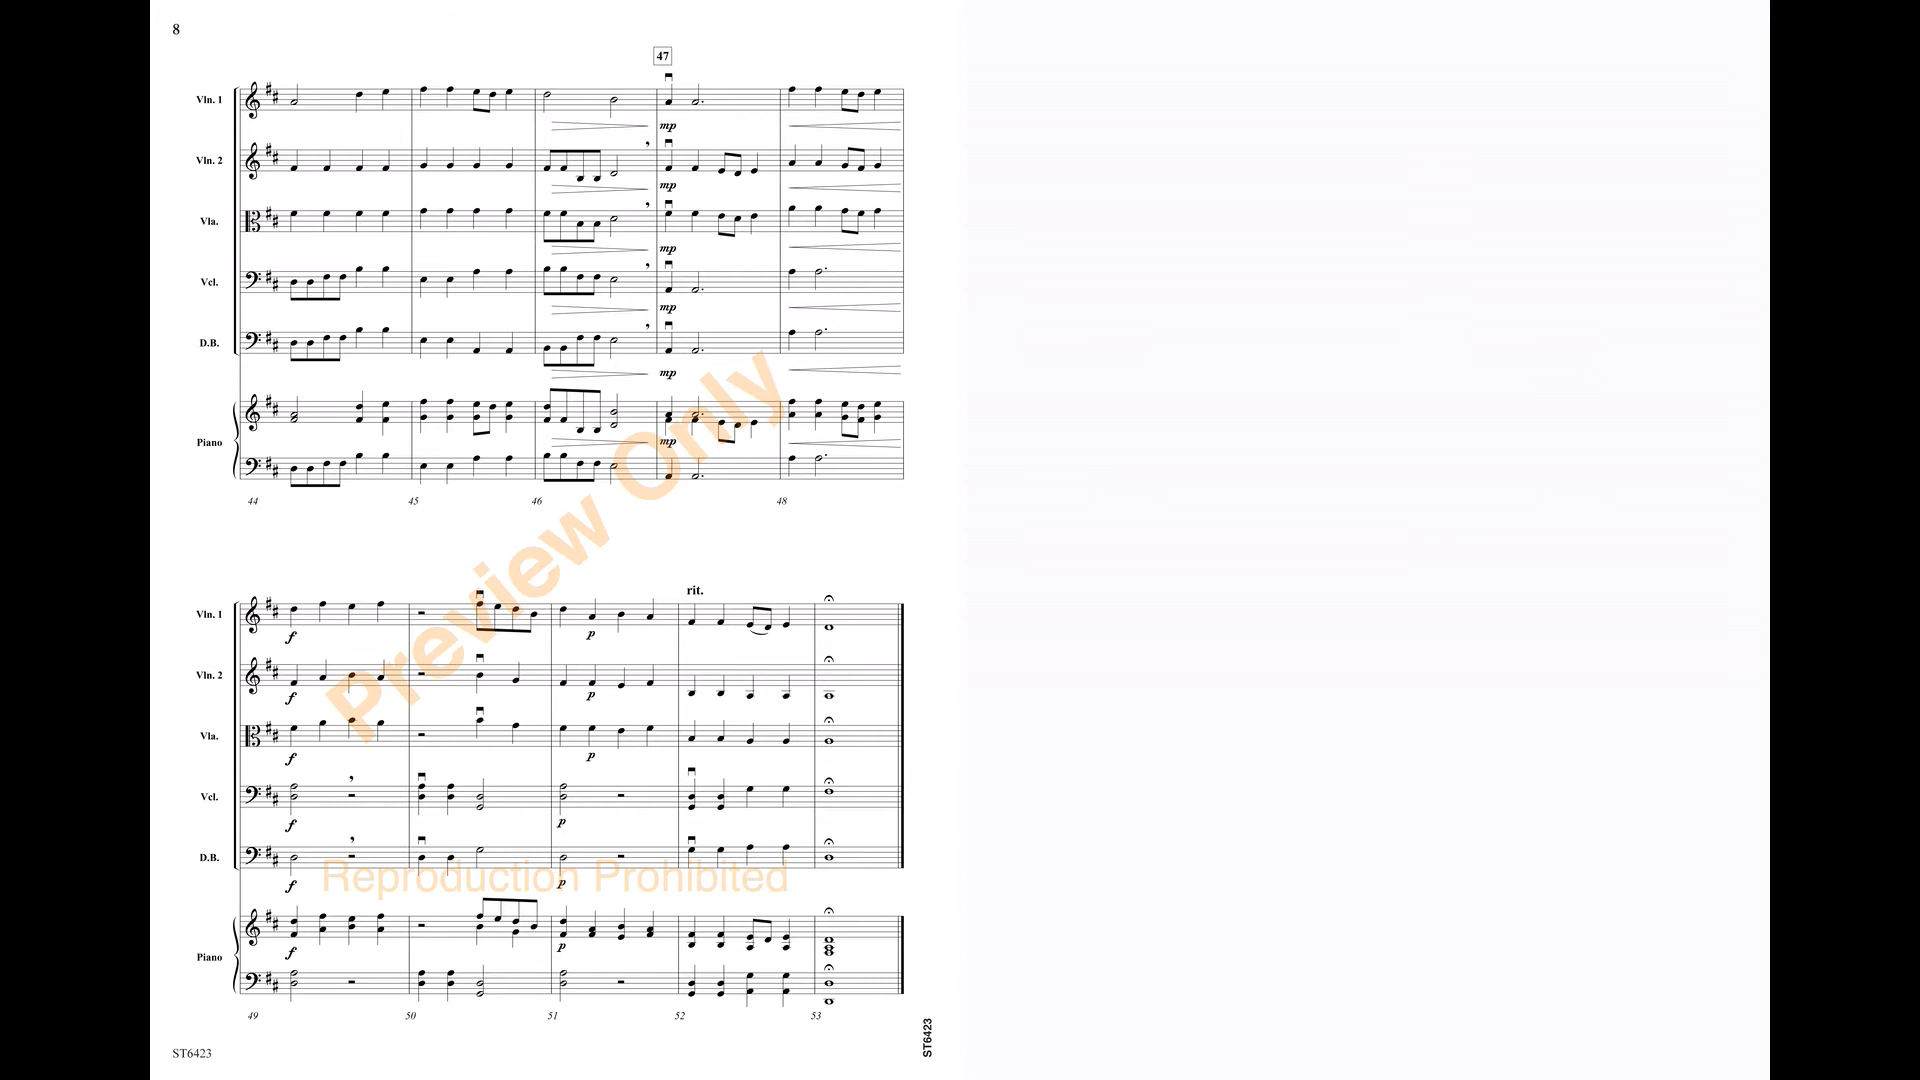 8
47
Vln. 1
mp
Vln. 2
mp
Vla.
mp
Vcl.
mp
D.B.
mp
Piano
mp
44 45 46 48
Preview Only
rit.
Vln. 1
f p
Vln. 2
f p
Vla.
f p
Vcl.
f p
D.B.
f p
Reproduction Prohibited
Piano
f p
49 50 51 52 53
ST6423
ST6423